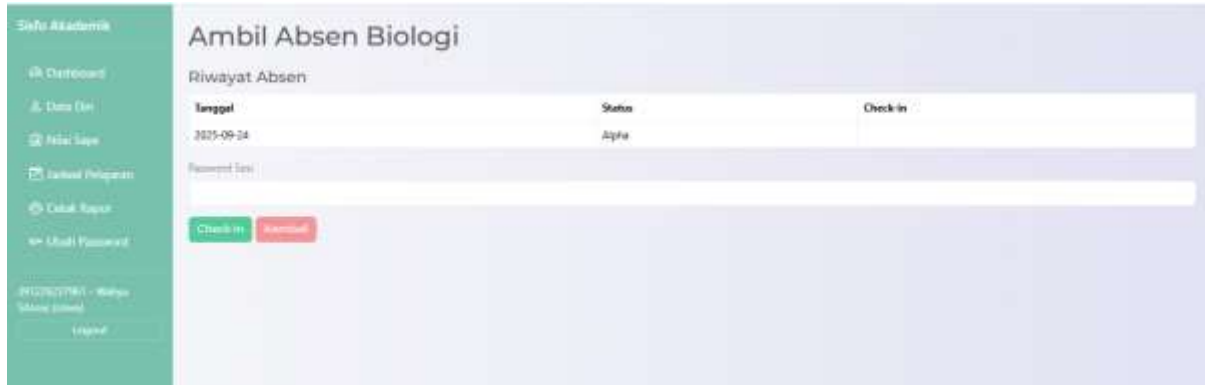 Sisfo Akademik
Dashboard
Data Diri
Nilai Saya
Jadwal Pelajaran
Cetak Rapor
Ubah Password
Logout
Ambil Absen Biologi
Riwayat Absen
Tanggal Status Check-in
2025-09-24 Alpha
Password Sesi
Check-in Kembali